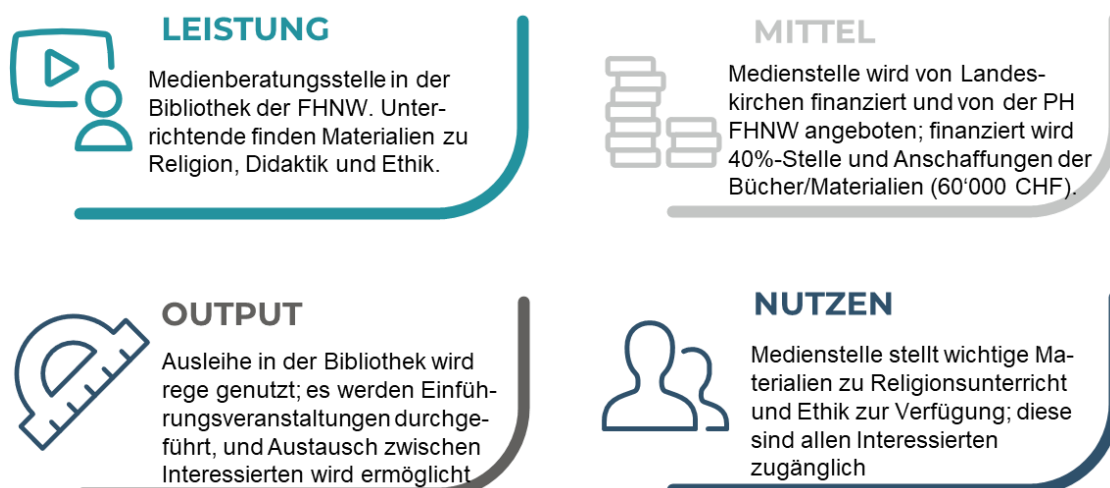 LEISTUNG
Medienberatungsstelle in der
Bibliothek der FHNW. Unter-
richtende finden Materialien zu
Religion, Didaktik und Ethik.
MITTEL
Medienstelle wird von Landes-
kirchen finanziert und von der PH
FHNW angeboten; finanziert wird
40%-Stelle und Anschaffungen der
Bücher/Materialien (60‘000 CHF).
OUTPUT
Ausleihe in der Bibliothek wird
rege genutzt; es werden Einfüh-
rungsveranstaltungen durchge-
führt, und Austausch zwischen
Interessierten wird ermöglicht
NUTZEN
Medienstelle stellt wichtige Ma-
terialien zu Religionsunterricht
und Ethik zur Verfügung; diese
sind allen Interessierten
zugänglich